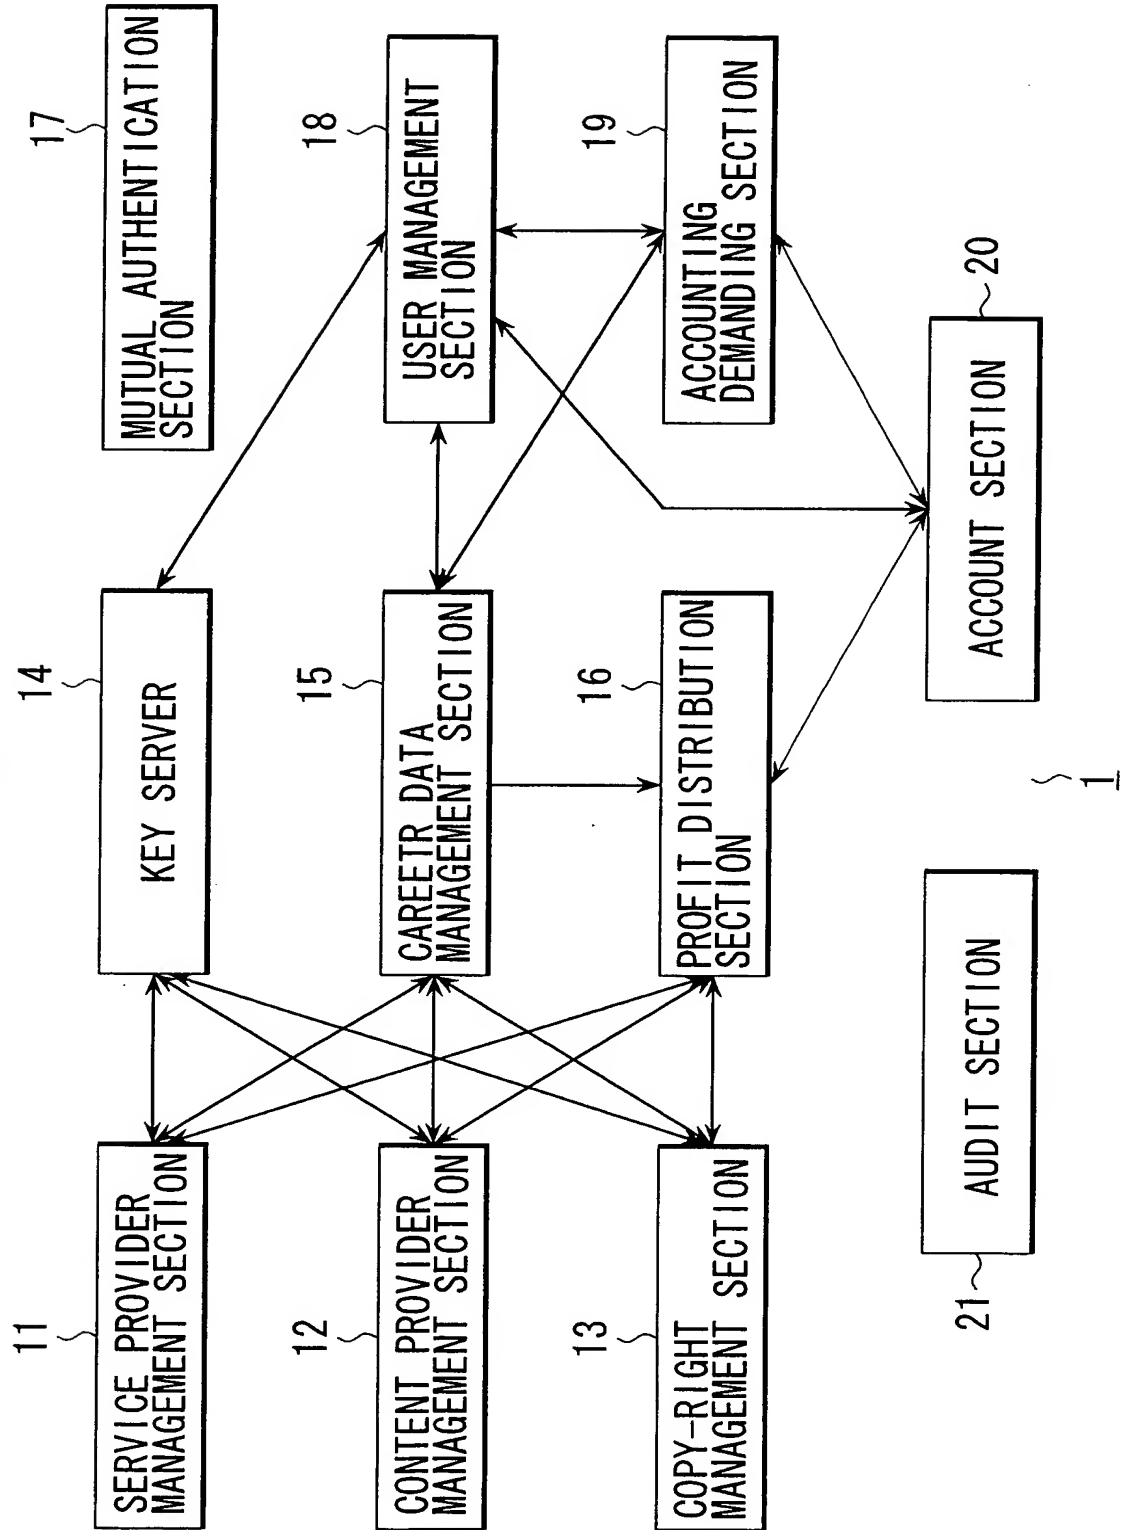 11
SERVICE PROVIDER
MANAGEMENT SECTION
12
CONTENT PROVIDER
MANAGEMENT SECTION
13
COPY-RIGHT
MANAGEMENT SECTION
14
KEY SERVER
15
CAREETR DATA
MANAGEMENT SECTION
16
PROFIT DISTRIBUTION
SECTION
17
MUTUAL AUTHENTICATION
SECTION
18
USER MANAGEMENT
SECTION
19
ACCOUNTING
DEMANDING SECTION
20
ACCOUNT SECTION
21
AUDIT SECTION
1